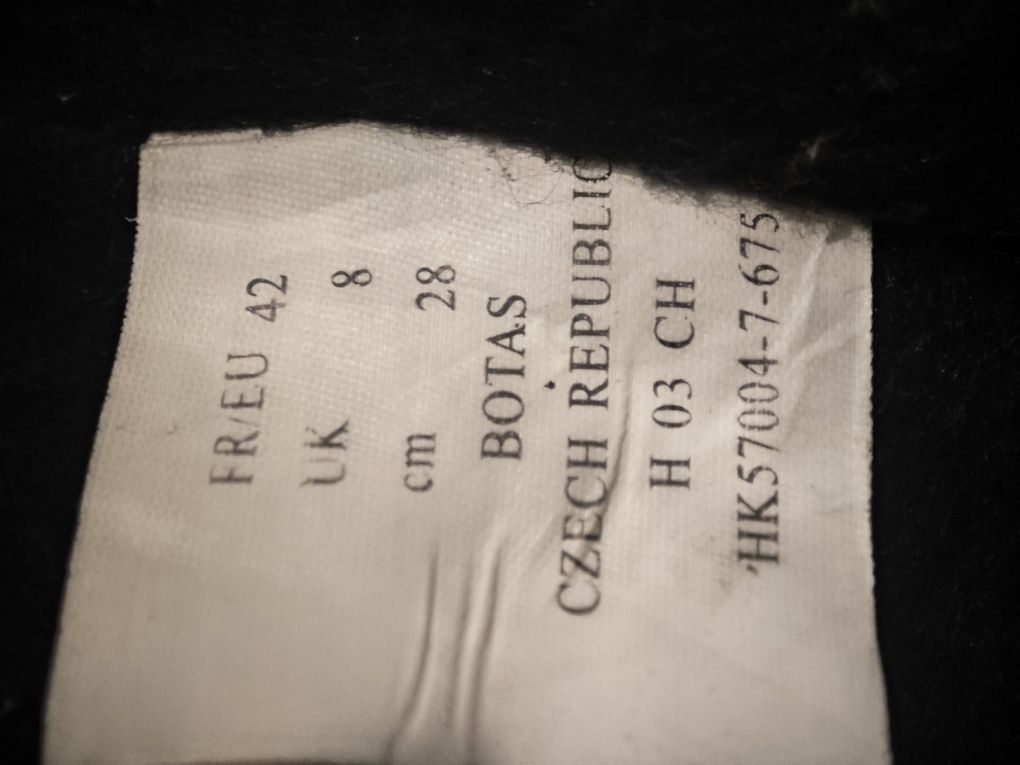 FR/EU 42
UK 8
cm 28
BOTAS
CZECH REPUBLIC
H 03 CH
HK57004-7-675